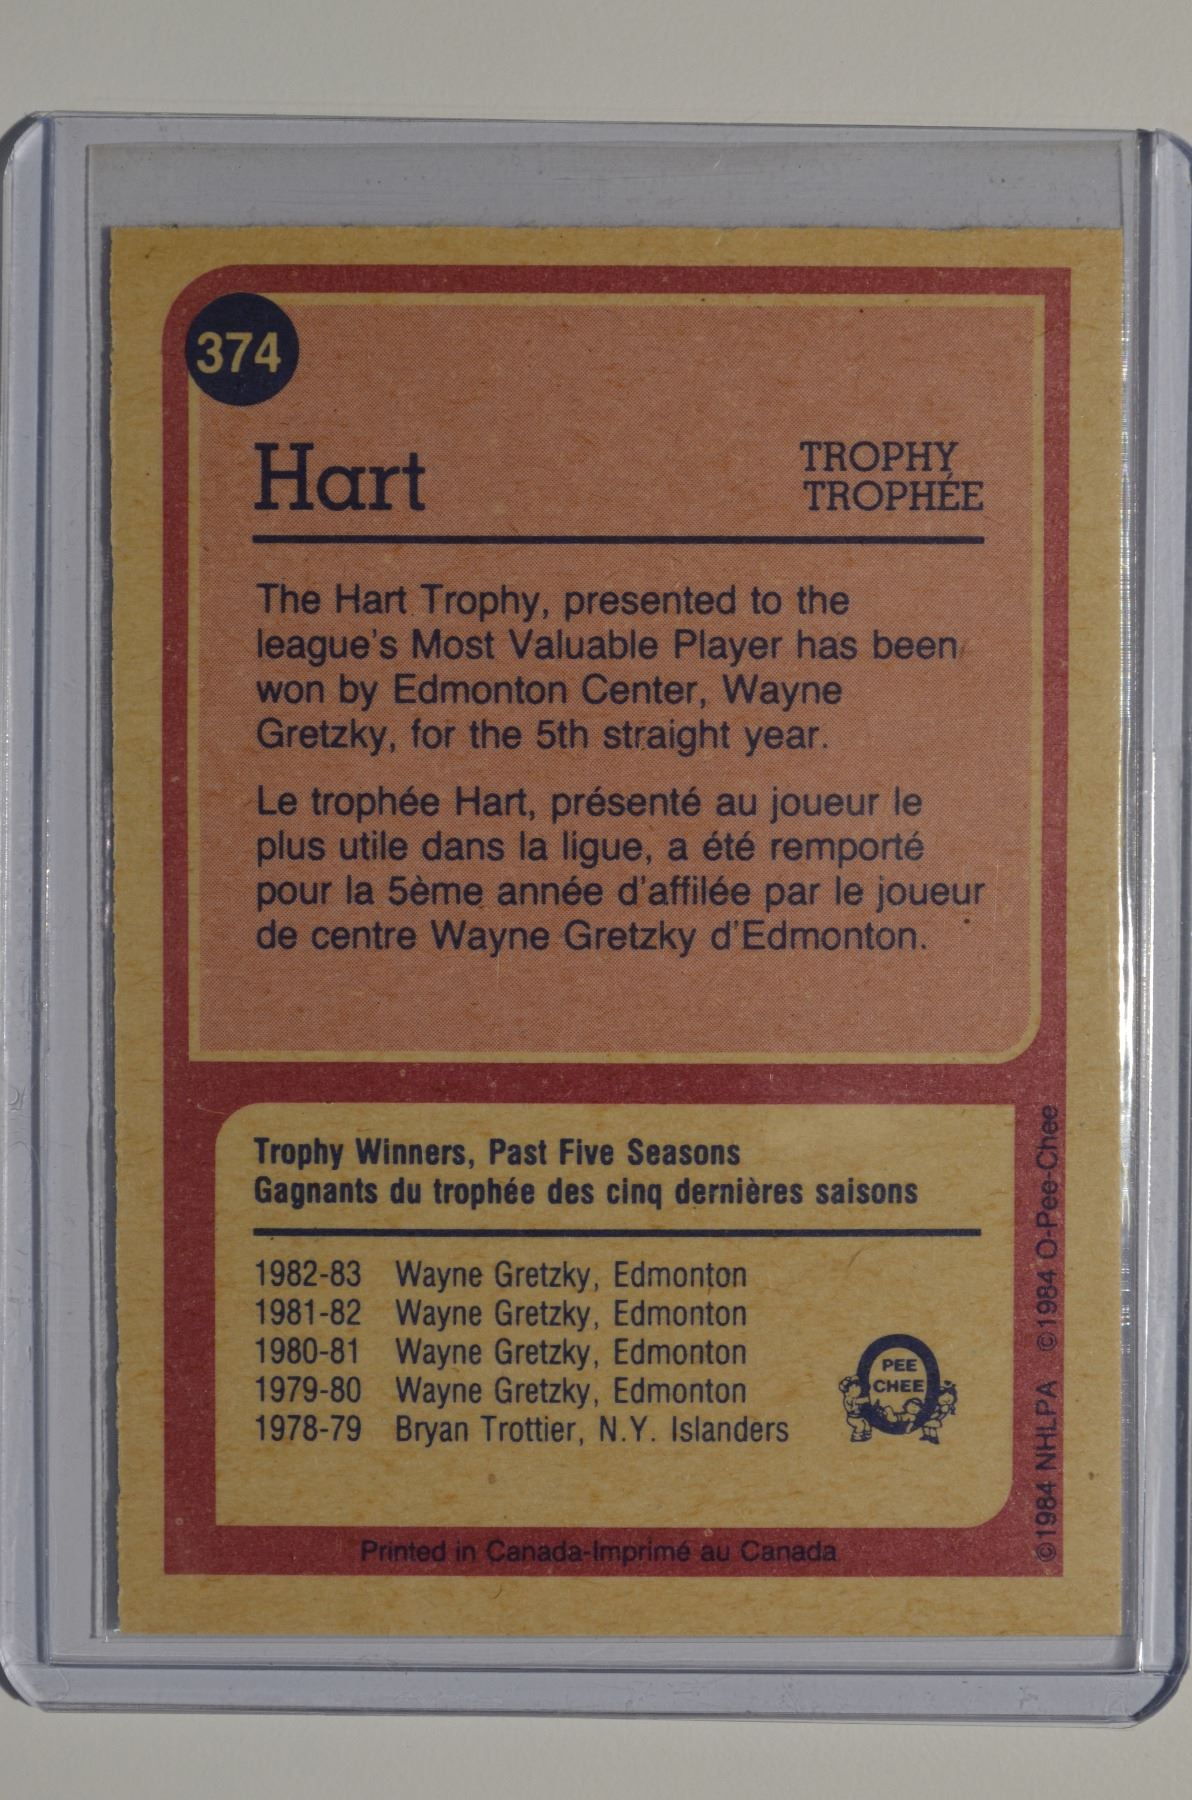 374
Hart
TROPHY
TROPHÉE
The Hart Trophy, presented to the
league's Most Valuable Player has been
won by Edmonton Center, Wayne
Gretzky, for the 5th straight year.
Le trophée Hart, présenté au joueur le
plus utile dans la ligue, a été remporté
pour la 5ème année d'affilée par le joueur
de centre Wayne Gretzky d'Edmonton.
Trophy Winners, Past Five Seasons
Gagnants du trophée des cinq dernières saisons
1982-83 Wayne Gretzky, Edmonton
1981-82 Wayne Gretzky, Edmonton
1980-81 Wayne Gretzky, Edmonton
1979-80 Wayne Gretzky, Edmonton
1978-79 Bryan Trottier, N.Y. Islanders
PEE
CHEE
©1984 NHLPA ©1984 O-Pee-Chee
Printed in Canada-Imprimé au Canada